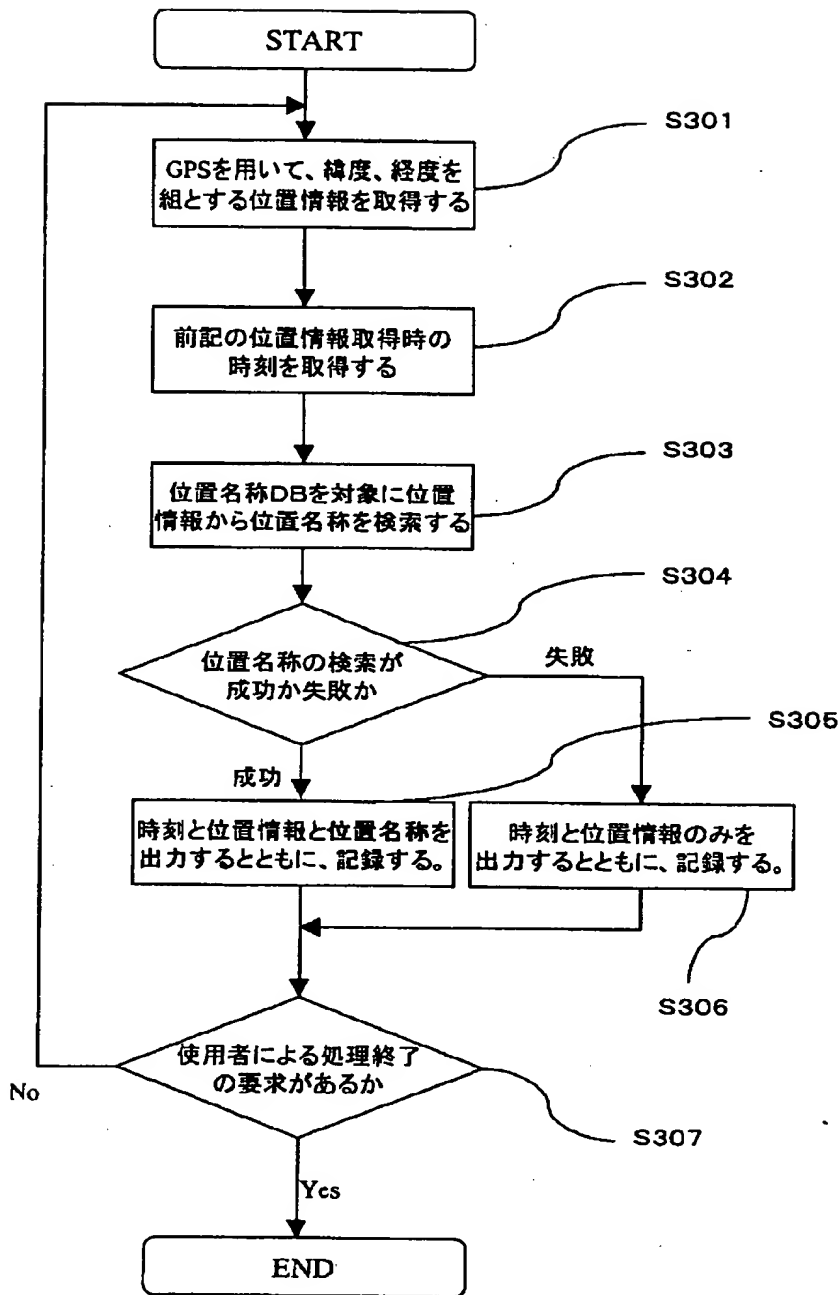 START
S301
GPSを用いて、緯度、経度を
組とする位置情報を取得する
S302
前記の位置情報取得時の
時刻を取得する
S303
位置名称DBを対象に位置
情報から位置名称を検索する
S304
位置名称の検索が
成功か失敗か
失敗
S305
成功
時刻と位置情報と位置名称を
出力するとともに、記録する。
時刻と位置情報のみを
出力するとともに、記録する。
S306
使用者による処理終了
の要求があるか
No
S307
Yes
END